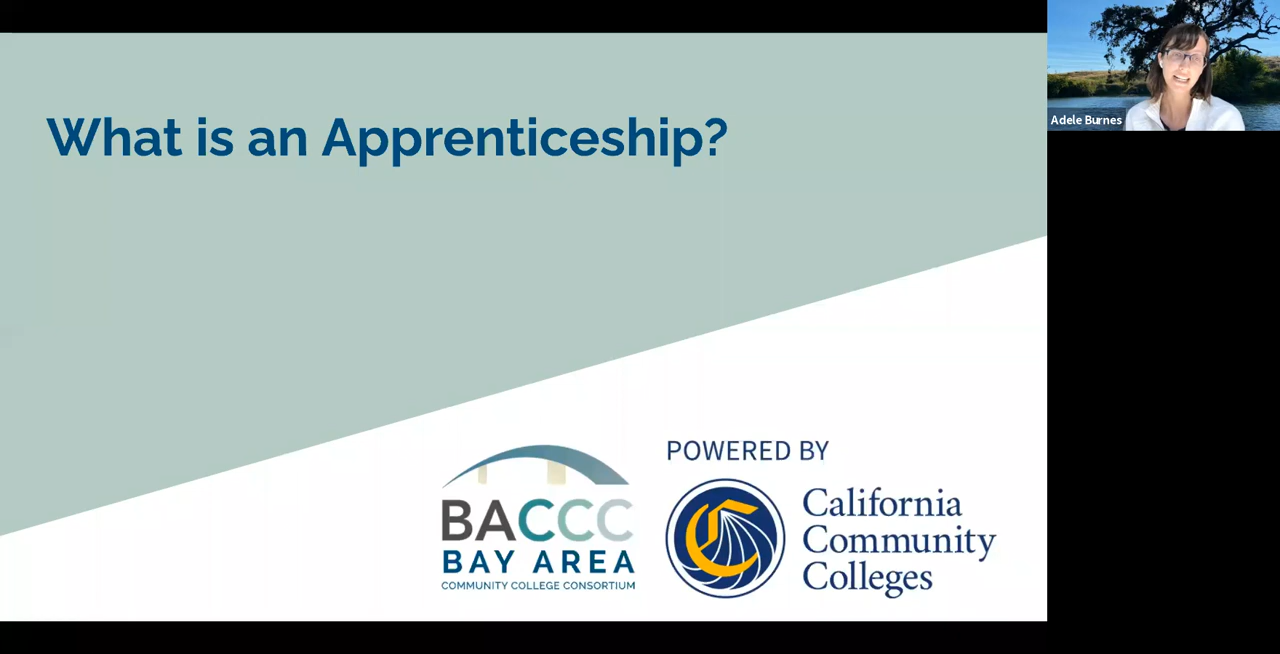 What is an Apprenticeship?
Adele Burnes
POWERED BY
BACCC
BAY AREA
COMMUNITY COLLEGE CONSORTIUM
California
Community
Colleges